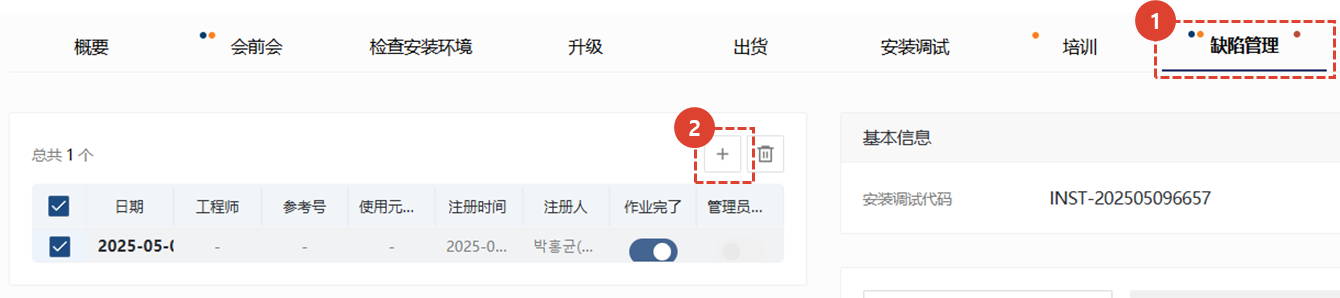 概要 会前会 检查安装环境 升级 出货 安装调试 培训 缺陷管理 1
2
总共 1 个
日期 工程师 参考号 使用元... 注册时间 注册人 作业完了 管理员...
2025-05-0 - - - 2025-0... 박홍균(...
基本信息
安装调试代码 INST-202505096657